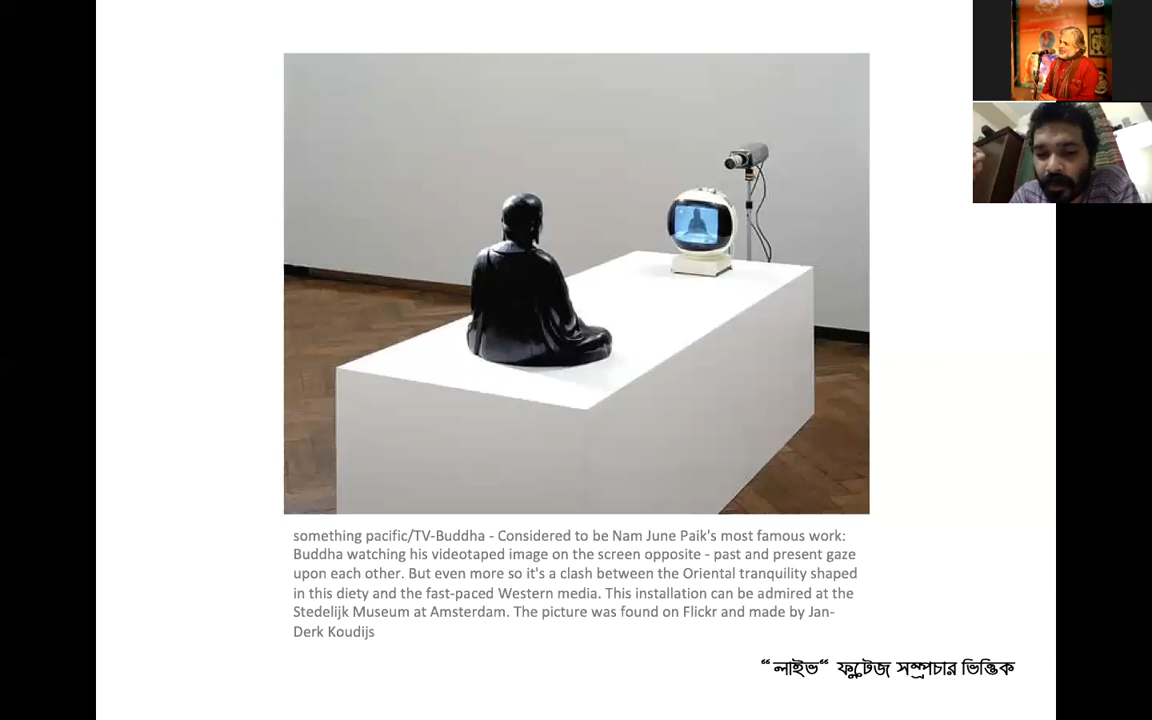 something pacific/TV-Buddha - Considered to be Nam June Paik's most famous work:
Buddha watching his videotaped image on the screen opposite - past and present gaze
upon each other. But even more so it's a clash between the Oriental tranquility shaped
in this diety and the fast-paced Western media. This installation can be admired at the
Stedelijk Museum at Amsterdam. The picture was found on Flickr and made by Jan-
Derk Koudijs
“লাইভ“ ফুটেজ সম্প্রচার ভিত্তিক